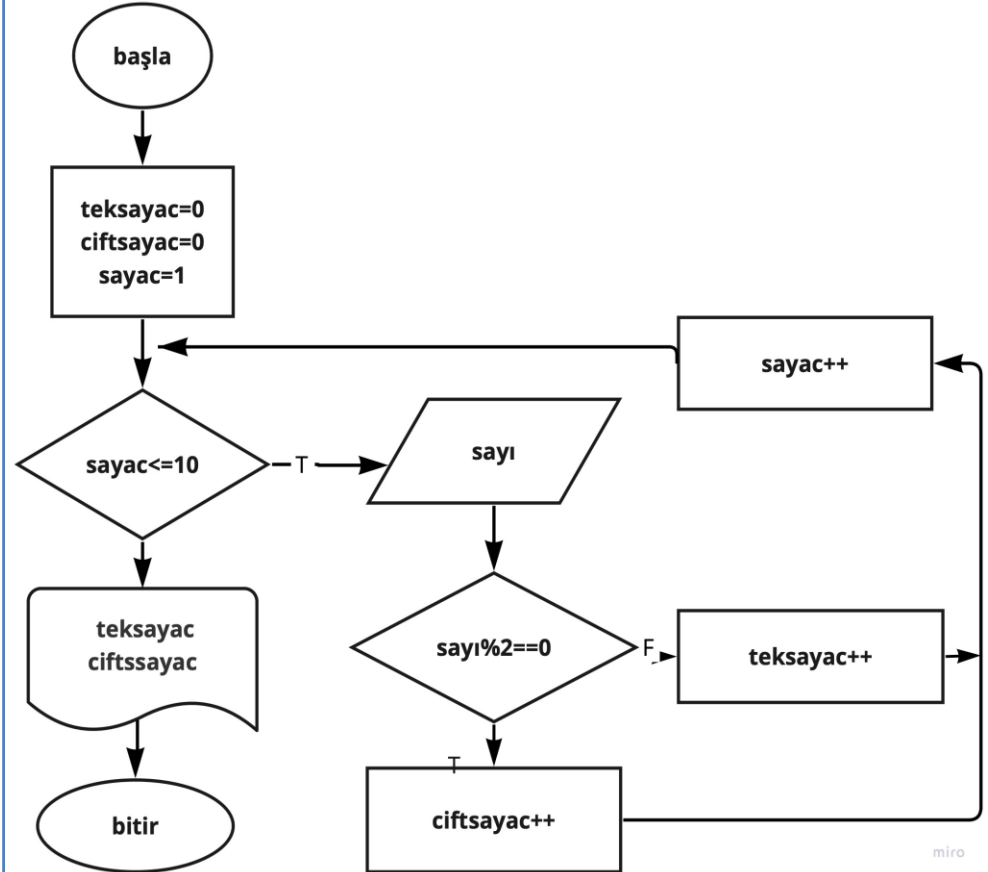 başla
teksayac=0
ciftsayac=0
sayac=1
sayac++
sayac<=10
T
sayı
teksayac
ciftssayac
sayı%2==0
F
teksayac++
T
bitir
ciftsayac++
miro